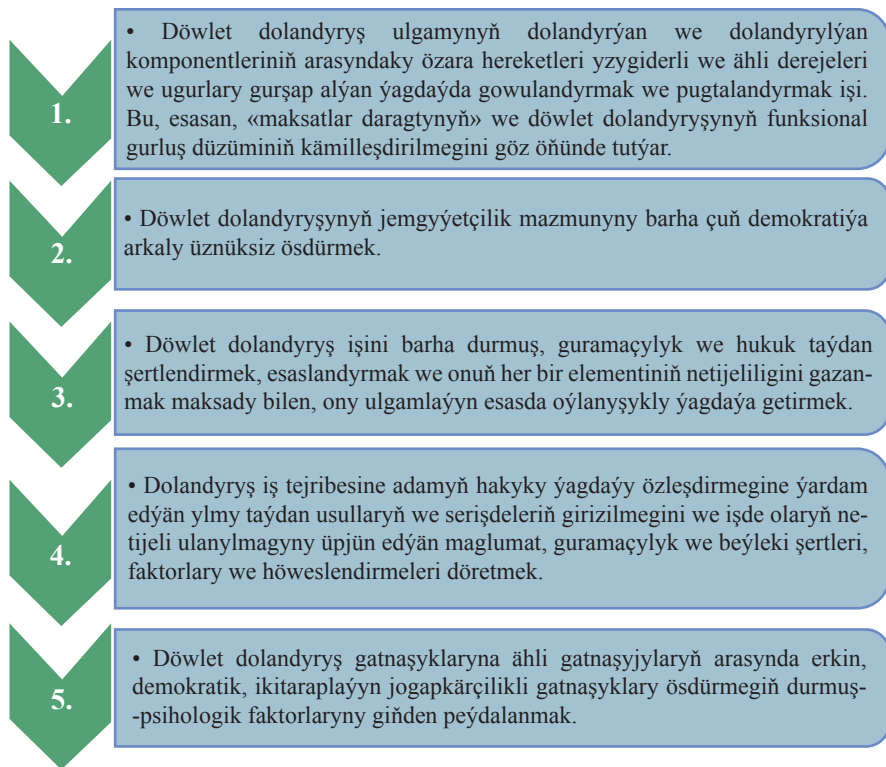 1.
• Döwlet dolandyryş ulgamynyň dolandyrýan we dolandyrylýan
komponentleriniň arasyndaky özara hereketleri yzygiderli we ähli derejeleri
we ugurlary gurşap alýan ýagdaýda gowulandyrmak we pugtalandyrmak işi.
Bu, esasan, «maksatlar daragtynyň» we döwlet dolandyryşynyň funksional
gurluş düzüminiň kämilleşdirilmegini göz öňünde tutýar.
2.
• Döwlet dolandyryşynyň jemgyýetçilik mazmunyny barha çuň demokratiýa
arkaly üznüksiz ösdürmek.
3.
• Döwlet dolandyryş işini barha durmuş, guramaçylyk we hukuk taýdan
şertlendirmek, esaslandyrmak we onuň her bir elementiniň netijeliligini gazan-
mak maksady bilen, ony ulgamlaýyn esasda oýlanyşykly ýagdaýa getirmek.
4.
• Dolandyryş iş tejribesine adamyň hakyky ýagdaýy özleşdirmegine ýardam
edýän ylmy taýdan usullaryň we serişdeleriň girizilmegini we işde olaryň ne-
tijeli ulanylmagyny üpjün edýän maglumat, guramaçylyk we beýleki şertleri,
faktorlary we höweslendirmeleri döretmek.
5.
• Döwlet dolandyryş gatnaşyklaryna ähli gatnaşyjylaryň arasynda erkin,
demokratik, ikitaraplaýyn jogapkärçilikli gatnaşyklary ösdürmegiň durmuş-
-psihologik faktorlaryny giňden peýdalanmak.